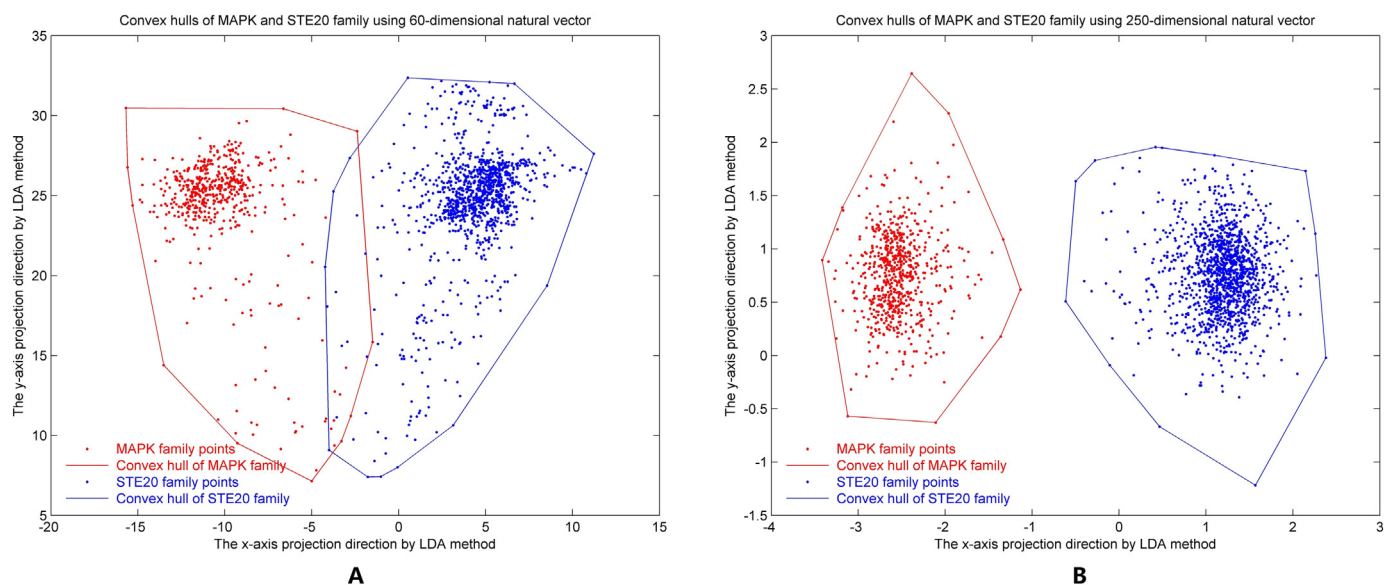 Convex hulls of MAPK and STE20 family using 60-dimensional natural vector
35
30
25
20
15
10
5
The y-axis projection direction by LDA method
MAPK family points
Convex hull of MAPK family
STE20 family points
Convex hull of STE20 family
-20 -15 -10 -5 0 5 10 15
The x-axis projection direction by LDA method
A
Convex hulls of MAPK and STE20 family using 250-dimensional natural vector
3
2.5
2
1.5
1
0.5
0
-0.5
-1
-1.5
The y-axis projection direction by LDA method
MAPK family points
Convex hull of MAPK family
STE20 family points
Convex hull of STE20 family
-4 -3 -2 -1 0 1 2 3
The x-axis projection direction by LDA method
B